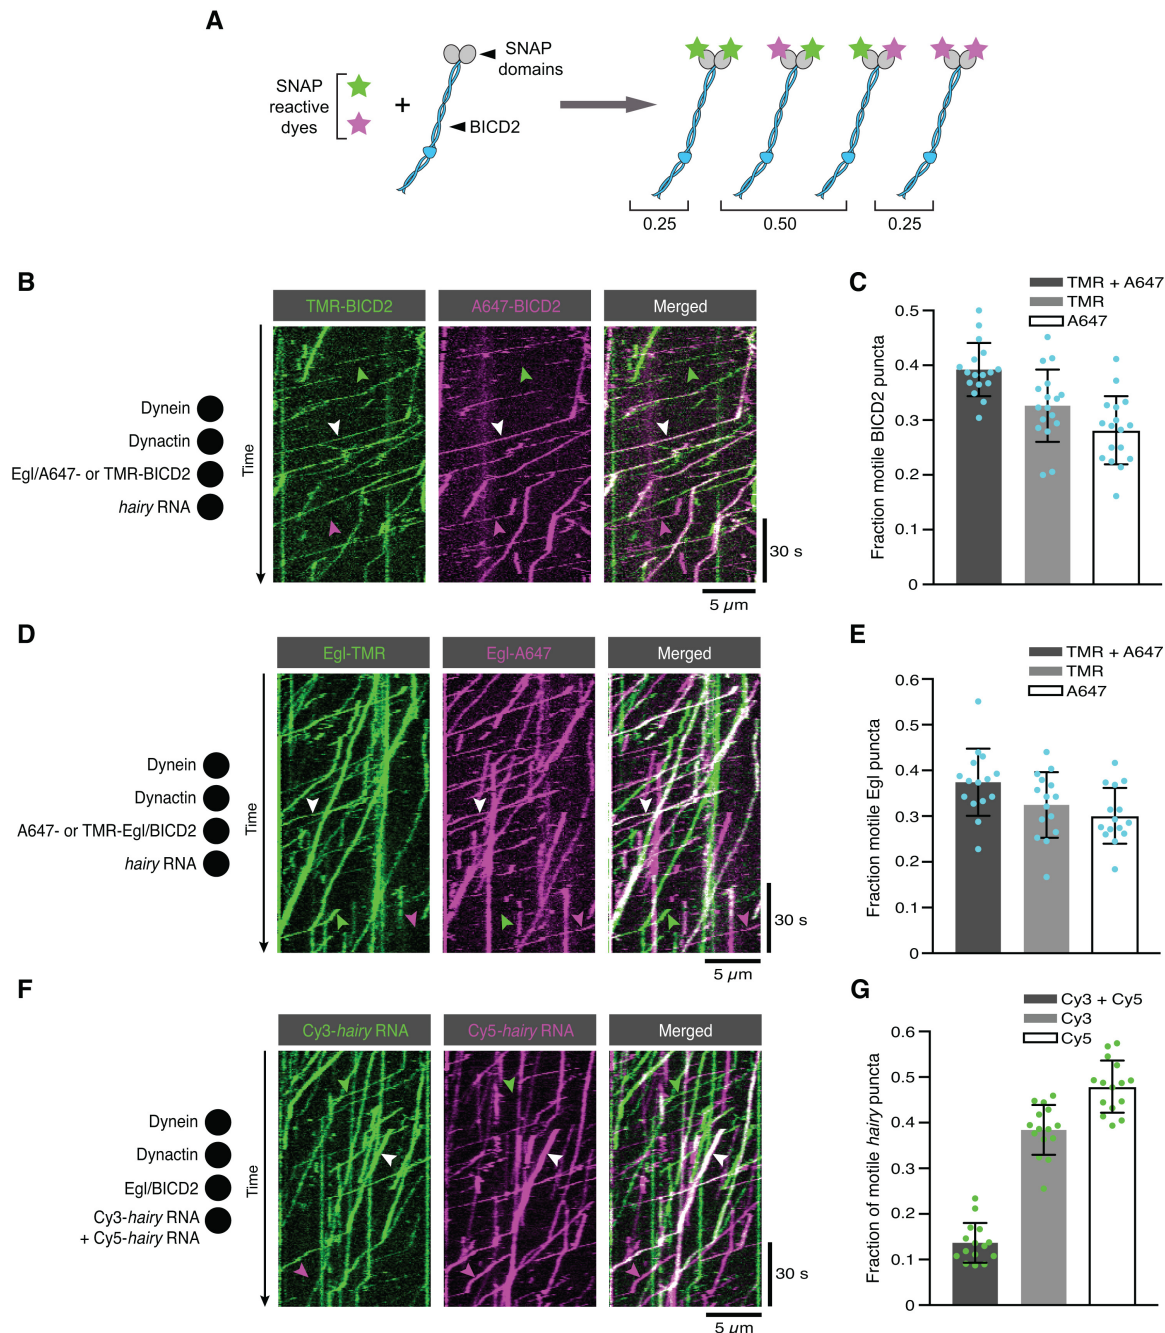 A
SNAP
reactive
dyes
+
SNAP
domains
BICD2
0.25
0.50
0.25
B
TMR-BICD2
A647-BICD2
Merged
Dynein
Dynactin
Egl/A647- or TMR-BICD2
hairy RNA
Time
30 s
5 µm
C
TMR + A647
TMR
A647
Fraction motile BICD2 puncta
0.5
0.4
0.3
0.2
0.1
0
D
Egl-TMR
Egl-A647
Merged
Dynein
Dynactin
A647- or TMR-Egl/BICD2
hairy RNA
Time
30 s
5 µm
E
TMR + A647
TMR
A647
Fraction motile Egl puncta
0.6
0.5
0.4
0.3
0.2
0.1
0
F
Cy3-hairy RNA
Cy5-hairy RNA
Merged
Dynein
Dynactin
Egl/BICD2
Cy3-hairy RNA
+ Cy5-hairy RNA
Time
30 s
5 µm
G
Cy3 + Cy5
Cy3
Cy5
Fraction of motile hairy puncta
0.6
0.5
0.4
0.3
0.2
0.1
0